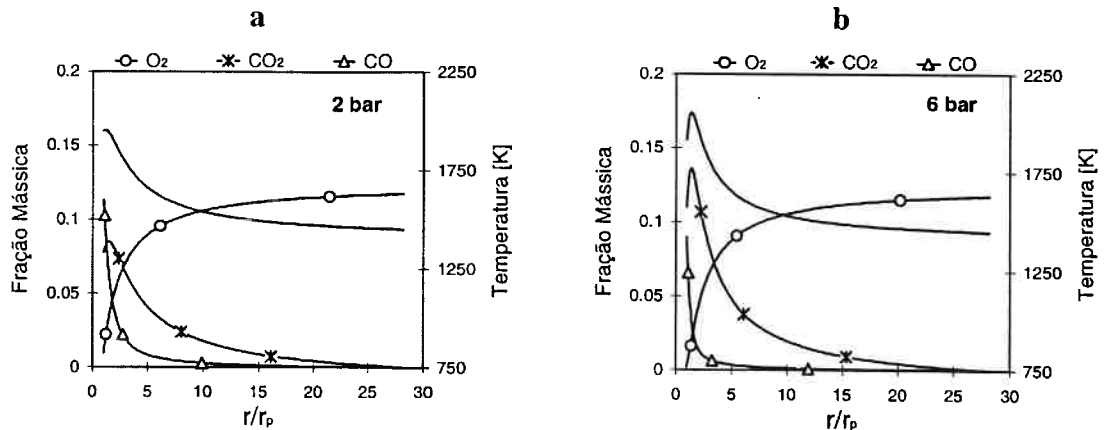 a
O₂ CO₂ CO
2 bar
Fração Mássica
0.2
0.15
0.1
0.05
0
2250
1750
1250
750
Temperatura [K]
0 5 10 15 20 25 30
r/rₚ
b
O₂ CO₂ CO
6 bar
Fração Mássica
0.2
0.15
0.1
0.05
0
2250
1750
1250
750
Temperatura [K]
0 5 10 15 20 25 30
r/rₚ